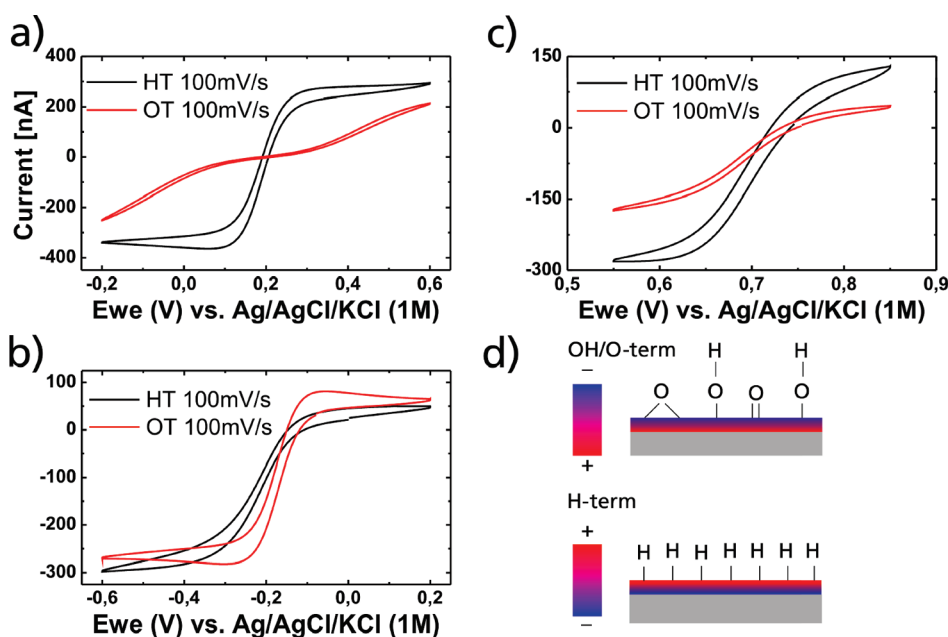 a)
400
200
0
-200
-400
Current [nA]
HT 100mV/s
OT 100mV/s
-0,2 0,0 0,2 0,4 0,6
Ewe (V) vs. Ag/AgCl/KCl (1M)
c)
150
0
-150
-300
HT 100mV/s
OT 100mV/s
0,5 0,6 0,7 0,8 0,9
Ewe (V) vs. Ag/AgCl/KCl (1M)
b)
100
0
-100
-200
-300
HT 100mV/s
OT 100mV/s
-0,6 -0,4 -0,2 0,0 0,2
Ewe (V) vs. Ag/AgCl/KCl (1M)
d)
OH/O-term
−
+
H H
O O O O
H-term
+
−
H H H H H H H